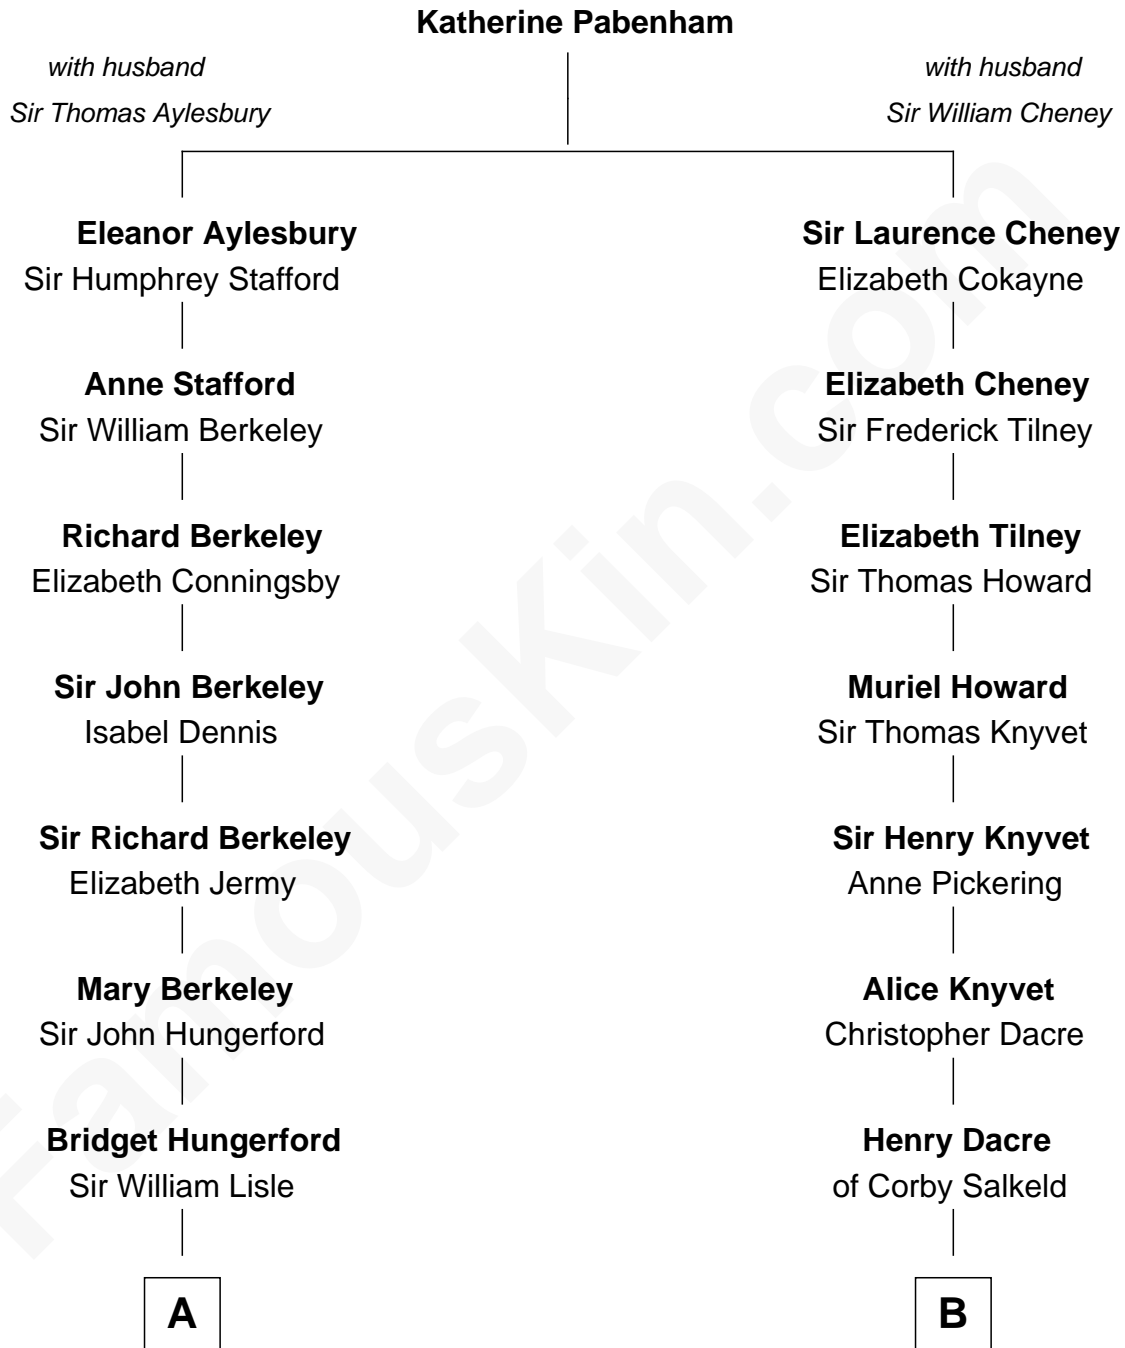 Katherine Pabenham
with husband
Sir Thomas Aylesbury
with husband
Sir William Cheney
Eleanor Aylesbury
Sir Humphrey Stafford
Anne Stafford
Sir William Berkeley
Richard Berkeley
Elizabeth Conningsby
Sir John Berkeley
Isabel Dennis
Sir Richard Berkeley
Elizabeth Jermy
Mary Berkeley
Sir John Hungerford
Bridget Hungerford
Sir William Lisle
A
Sir Laurence Cheney
Elizabeth Cokayne
Elizabeth Cheney
Sir Frederick Tilney
Elizabeth Tilney
Sir Thomas Howard
Muriel Howard
Sir Thomas Knyvet
Sir Henry Knyvet
Anne Pickering
Alice Knyvet
Christopher Dacre
Henry Dacre
of Corby Salkeld
B
FamousKin.com